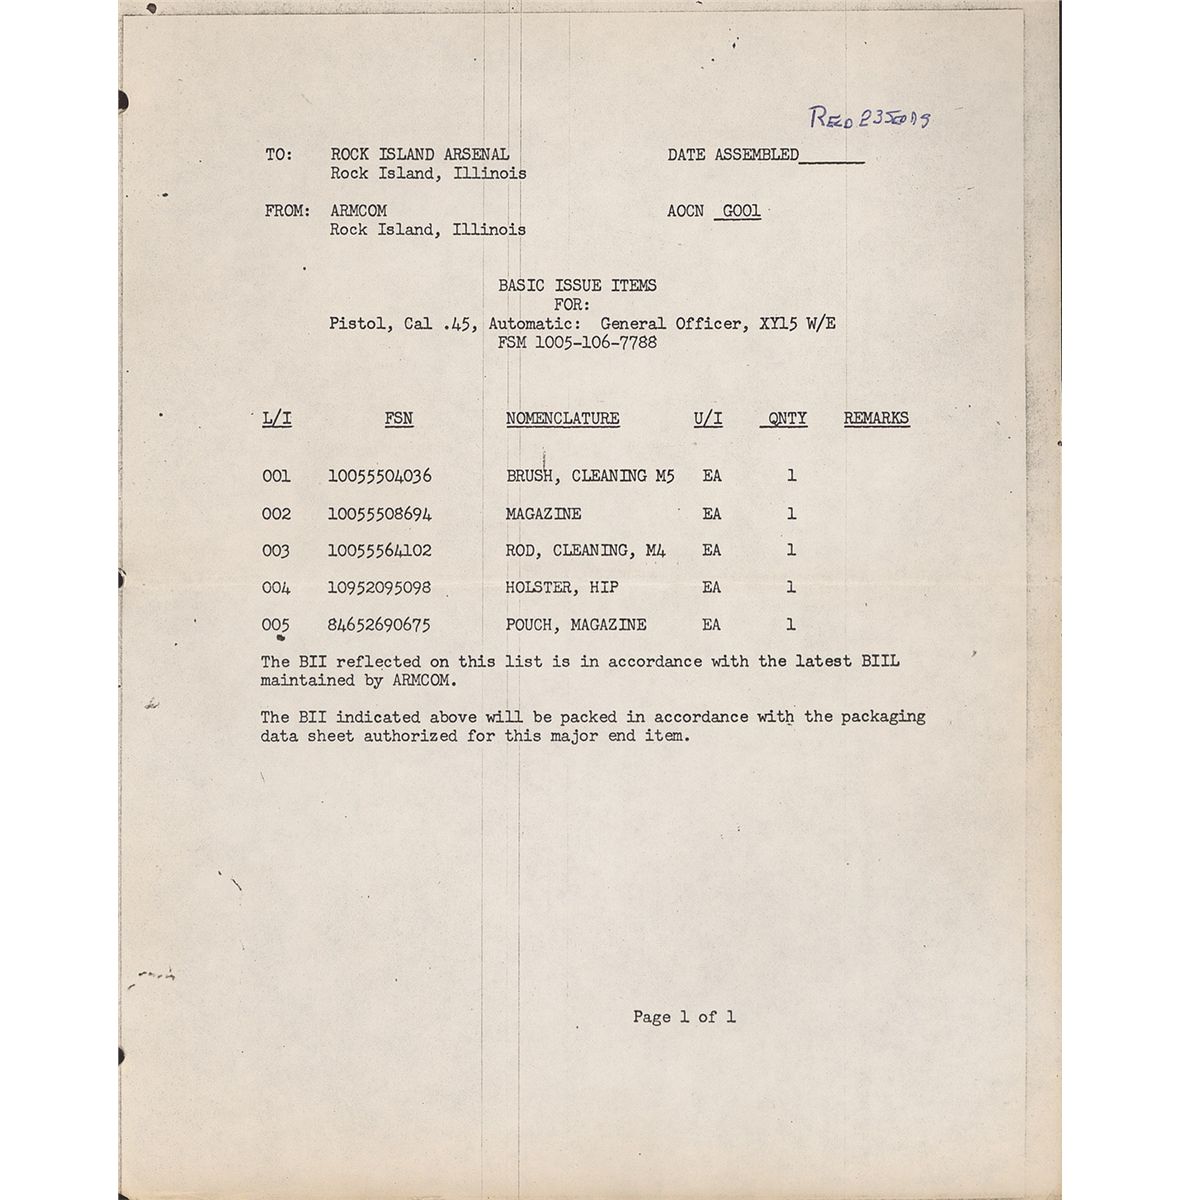 TO: ROCK ISLAND ARSENAL DATE ASSEMBLED______
Rock Island, Illinois
FROM: ARMCOM AOCN G001
Rock Island, Illinois
BASIC ISSUE ITEMS
FOR:
Pistol, Cal .45, Automatic: General Officer, XY15 W/E
FSM 1005-106-7788
L/I FSN NOMENCLATURE U/I QNTY REMARKS
001 10055504036 BRUSH, CLEANING M5 EA 1
002 10055508694 MAGAZINE EA 1
003 10055564102 ROD, CLEANING, M4 EA 1
004 10952095098 HOLSTER, HIP EA 1
005 84652690675 POUCH, MAGAZINE EA 1
The BII reflected on this list is in accordance with the latest BIIL
maintained by ARMCOM.
The BII indicated above will be packed in accordance with the packaging
data sheet authorized for this major end item.
Page 1 of 1